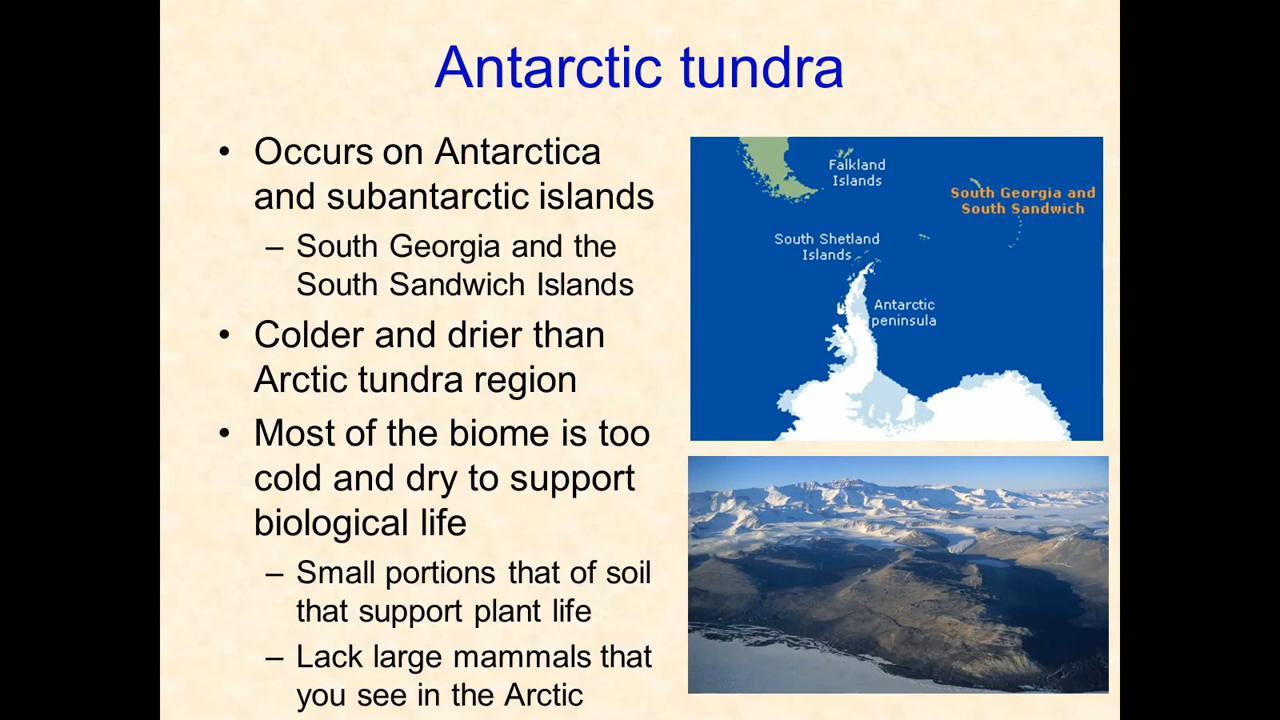 Antarctic tundra
• Occurs on Antarctica
and subantarctic islands
– South Georgia and the
South Sandwich Islands
• Colder and drier than
Arctic tundra region
• Most of the biome is too
cold and dry to support
biological life
– Small portions that of soil
that support plant life
– Lack large mammals that
you see in the Arctic
Falkland
Islands
South Georgia and
South Sandwich
South Shetland
Islands
Antarctic
peninsula